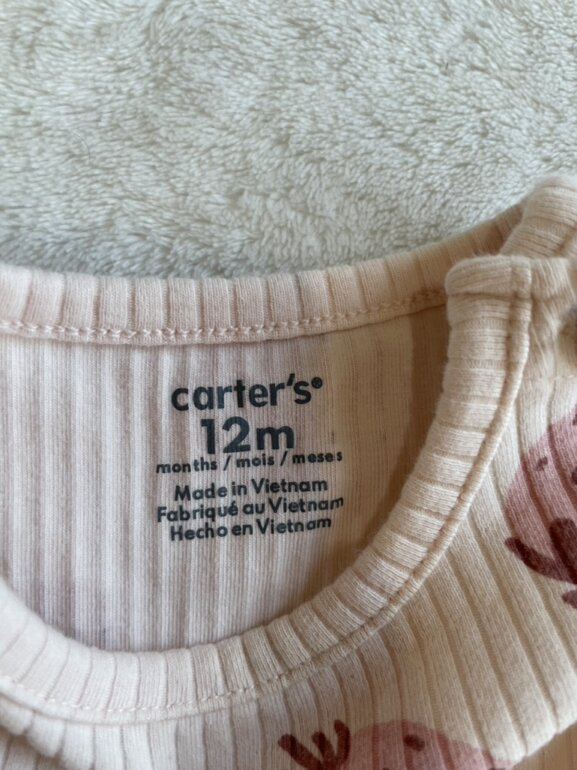 carter's®
12m
months / mois / meses
Made in Vietnam
Fabriqué au Vietnam
Hecho en Vietnam